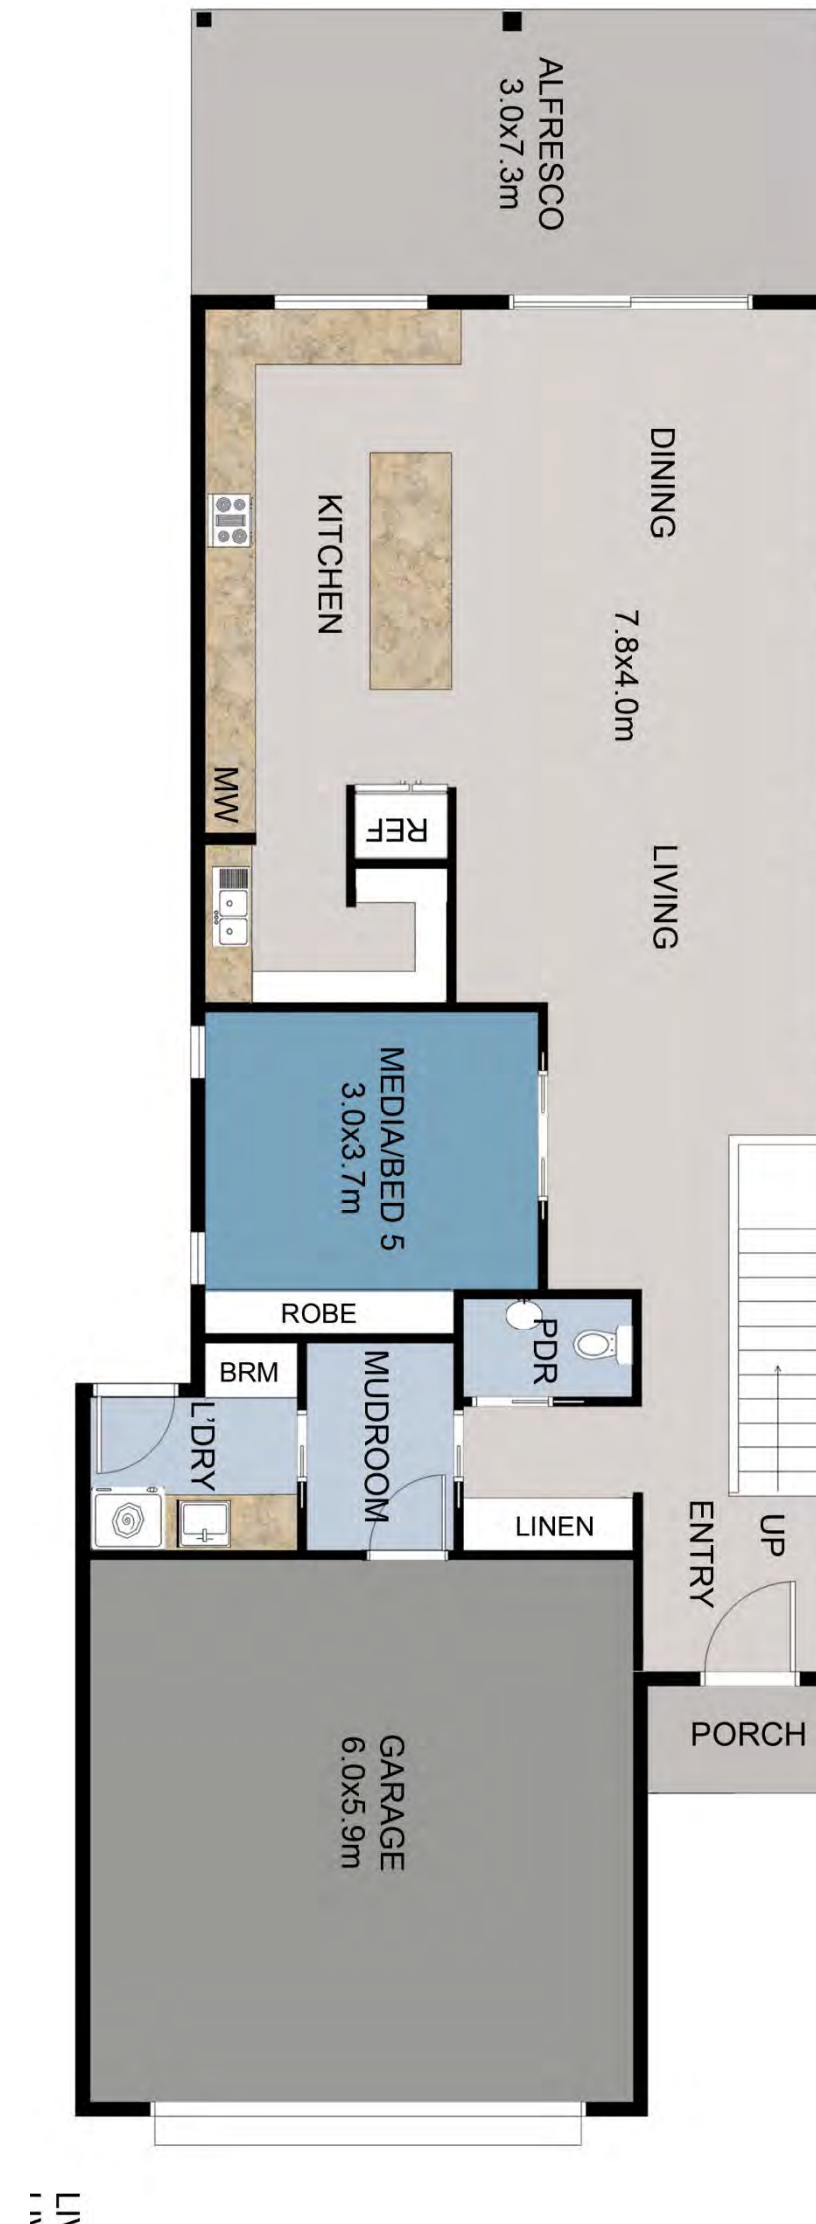 ALFRESCO
3.0x7.3m
DINING
7.8x4.0m
LIVING
KITCHEN
MW
REF
MEDIA/BED 5
3.0x3.7m
ROBE
PDR
BRM
L'DRY
MUDROOM
LINEN
UP
ENTRY
PORCH
GARAGE
6.0x5.9m